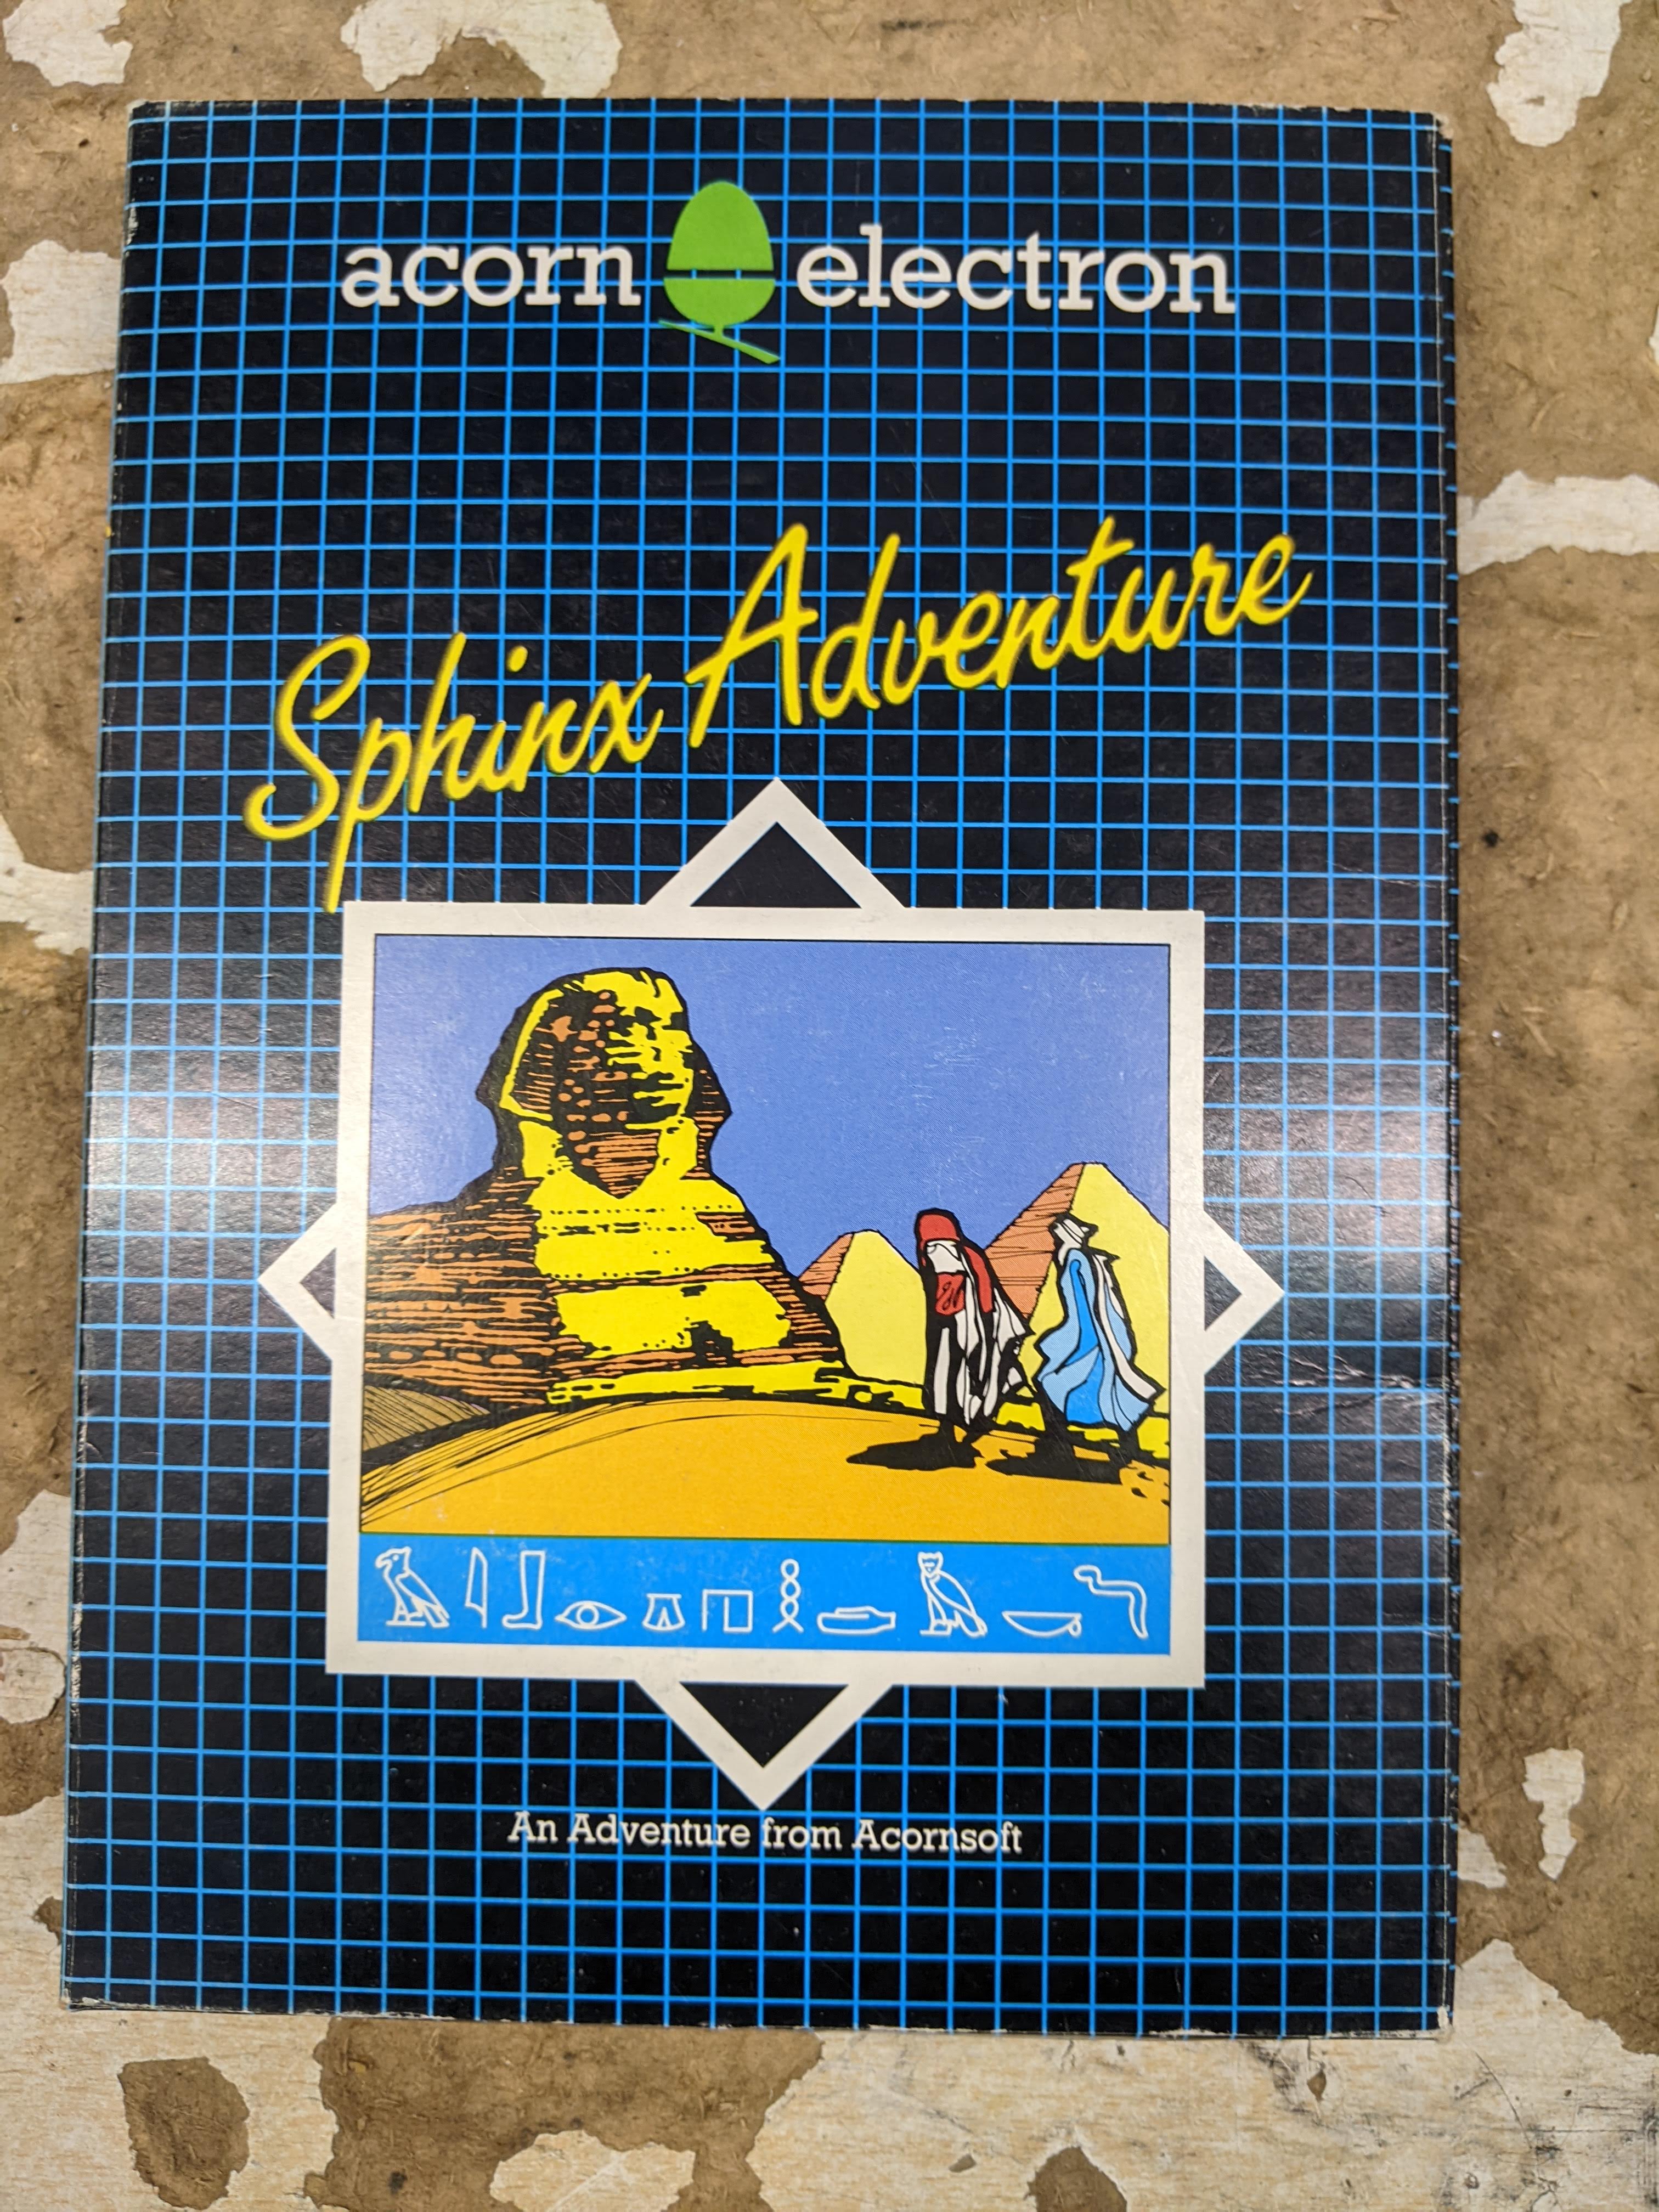 acorn electron
Sphinx Adventure
An Adventure from Acornsoft